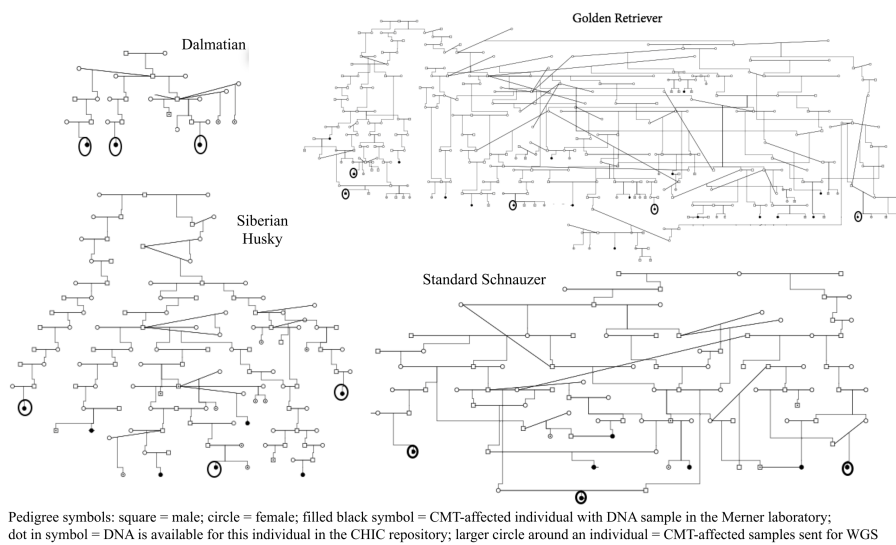 Dalmatian
Golden Retriever
Siberian
Husky
Standard Schnauzer
Pedigree symbols: square = male; circle = female; filled black symbol = CMT-affected individual with DNA sample in the Merner laboratory;
dot in symbol = DNA is available for this individual in the CHIC repository; larger circle around an individual = CMT-affected samples sent for WGS